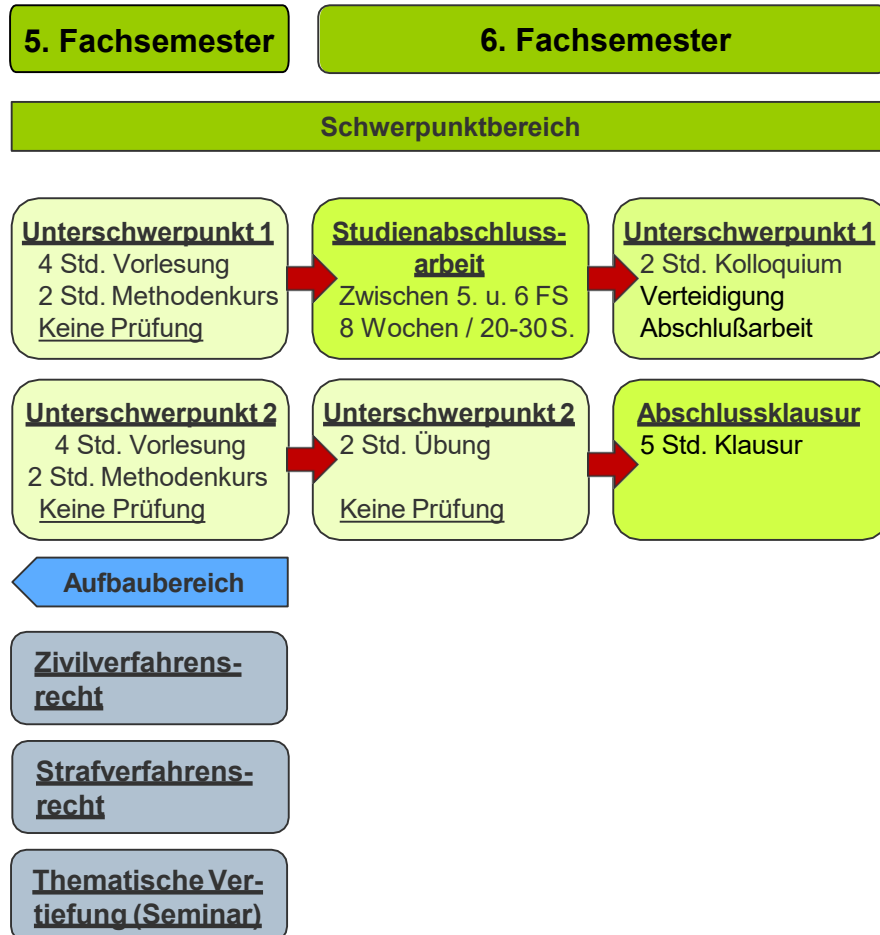 5. Fachsemester
6. Fachsemester
Schwerpunktbereich
Unterschwerpunkt 1
4 Std. Vorlesung
2 Std. Methodenkurs
Keine Prüfung
Studienabschluss-
arbeit
Zwischen 5. u. 6 FS
8 Wochen / 20-30 S.
Unterschwerpunkt 1
2 Std. Kolloquium
Verteidigung
Abschlußarbeit
Unterschwerpunkt 2
4 Std. Vorlesung
2 Std. Methodenkurs
Keine Prüfung
Unterschwerpunkt 2
2 Std. Übung
Keine Prüfung
Abschlussklausur
5 Std. Klausur
Aufbaubereich
Zivilverfahrens-
recht
Strafverfahrens-
recht
Thematische Ver-
tiefung (Seminar)